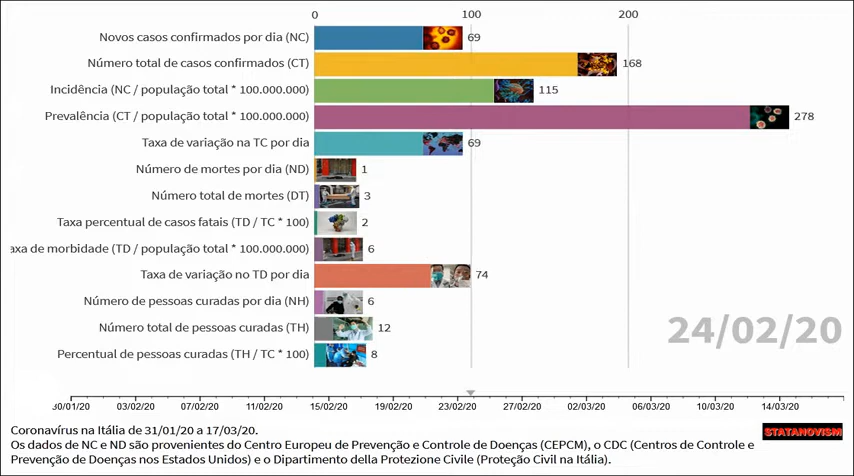 0 100 200
Novos casos confirmados por dia (NC) 69
Número total de casos confirmados (CT) 168
Incidência (NC / população total * 100.000.000) 115
Prevalência (CT / população total * 100.000.000) 278
Taxa de variação na TC por dia 69
Número de mortes por dia (ND) 1
Número total de mortes (DT) 3
Taxa percentual de casos fatais (TD / TC * 100) 2
axa de morbidade (TD / população total * 100.000.000) 6
Taxa de variação no TD por dia 74
Número de pessoas curadas por dia (NH) 6
Número total de pessoas curadas (TH) 12
Percentual de pessoas curadas (TH / TC * 100) 8
24/02/20
30/01/20 03/02/20 07/02/20 11/02/20 15/02/20 19/02/20 23/02/20 27/02/20 02/03/20 06/03/20 10/03/20 14/03/20
Coronavírus na Itália de 31/01/20 a 17/03/20.
STATANOVISM
Os dados de NC e ND são provenientes do Centro Europeu de Prevenção e Controle de Doenças (CEPCM), o CDC (Centros de Controle e
Prevenção de Doenças nos Estados Unidos) e o Dipartimento della Protezione Civile (Proteção Civil na Itália).